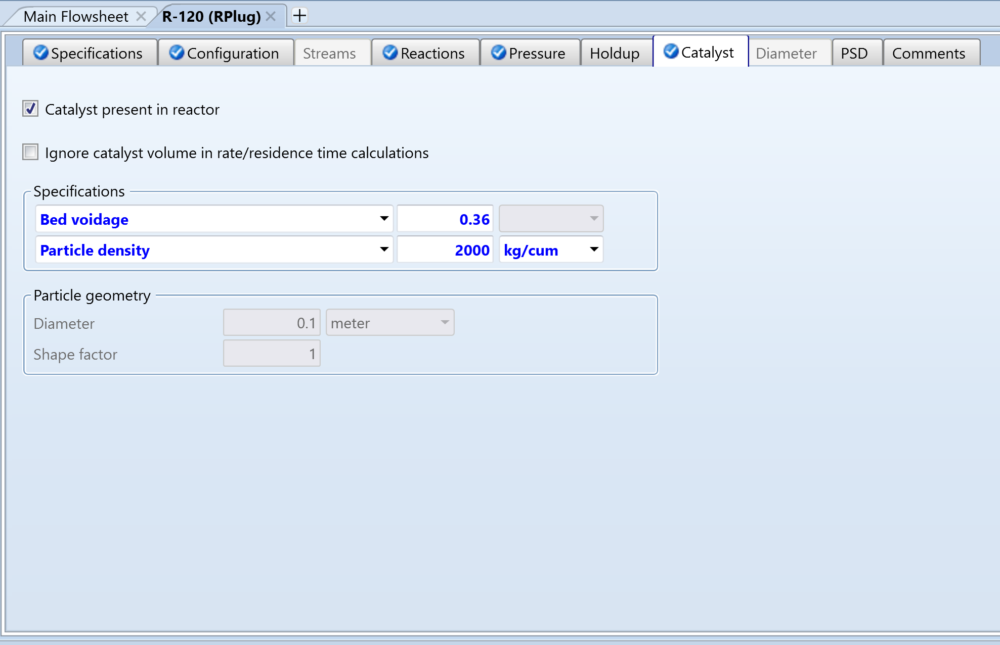 Main Flowsheet R-120 (RPlug)
Specifications Configuration Streams Reactions Pressure Holdup Catalyst Diameter PSD Comments
Catalyst present in reactor
Ignore catalyst volume in rate/residence time calculations
Specifications
Bed voidage 0.36
Particle density 2000 kg/cum
Particle geometry
Diameter 0.1 meter
Shape factor 1